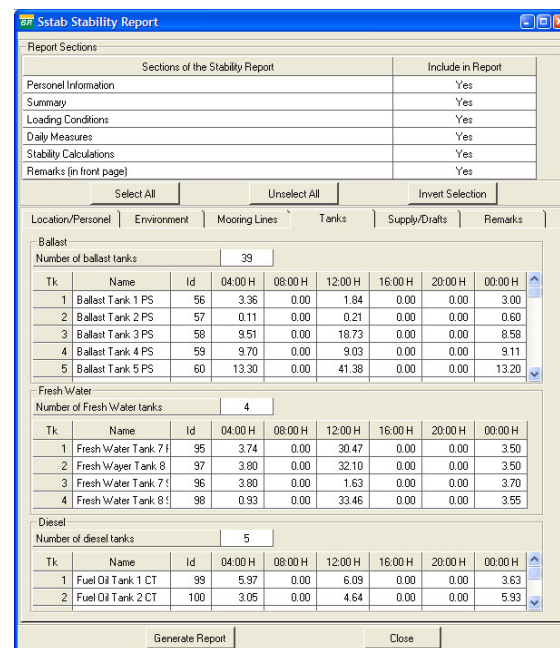 BR Sstab Stability Report
Report Sections
Sections of the Stability Report Include in Report
Personel Information Yes
Summary Yes
Loading Conditions Yes
Daily Measures Yes
Stability Calculations Yes
Remarks (in front page) Yes
Select All Unselect All Invert Selection
Location/Personel Environment Mooring Lines Tanks Supply/Drafts Remarks
Ballast
Number of ballast tanks 39
Tk Name Id 04:00 H 08:00 H 12:00 H 16:00 H 20:00 H 00:00 H
1 Ballast Tank 1 PS 56 3.36 0.00 1.84 0.00 0.00 3.00
2 Ballast Tank 2 PS 57 0.11 0.00 0.21 0.00 0.00 0.60
3 Ballast Tank 3 PS 58 9.51 0.00 18.73 0.00 0.00 8.58
4 Ballast Tank 4 PS 59 9.70 0.00 9.03 0.00 0.00 9.11
5 Ballast Tank 5 PS 60 13.30 0.00 41.38 0.00 0.00 13.20
Fresh Water
Number of Fresh Water tanks 4
Tk Name Id 04:00 H 08:00 H 12:00 H 16:00 H 20:00 H 00:00 H
1 Fresh Water Tank 7 95 3.74 0.00 30.47 0.00 0.00 3.50
2 Fresh Wayer Tank 8 97 3.80 0.00 32.10 0.00 0.00 3.50
3 Fresh Water Tank 7 96 3.80 0.00 1.63 0.00 0.00 3.70
4 Fresh Water Tank 8 98 0.93 0.00 33.46 0.00 0.00 3.55
Diesel
Number of diesel tanks 5
Tk Name Id 04:00 H 08:00 H 12:00 H 16:00 H 20:00 H 00:00 H
1 Fuel Oil Tank 1 CT 99 5.97 0.00 6.09 0.00 0.00 3.63
2 Fuel Oil Tank 2 CT 100 3.05 0.00 4.64 0.00 0.00 5.93
Generate Report Close